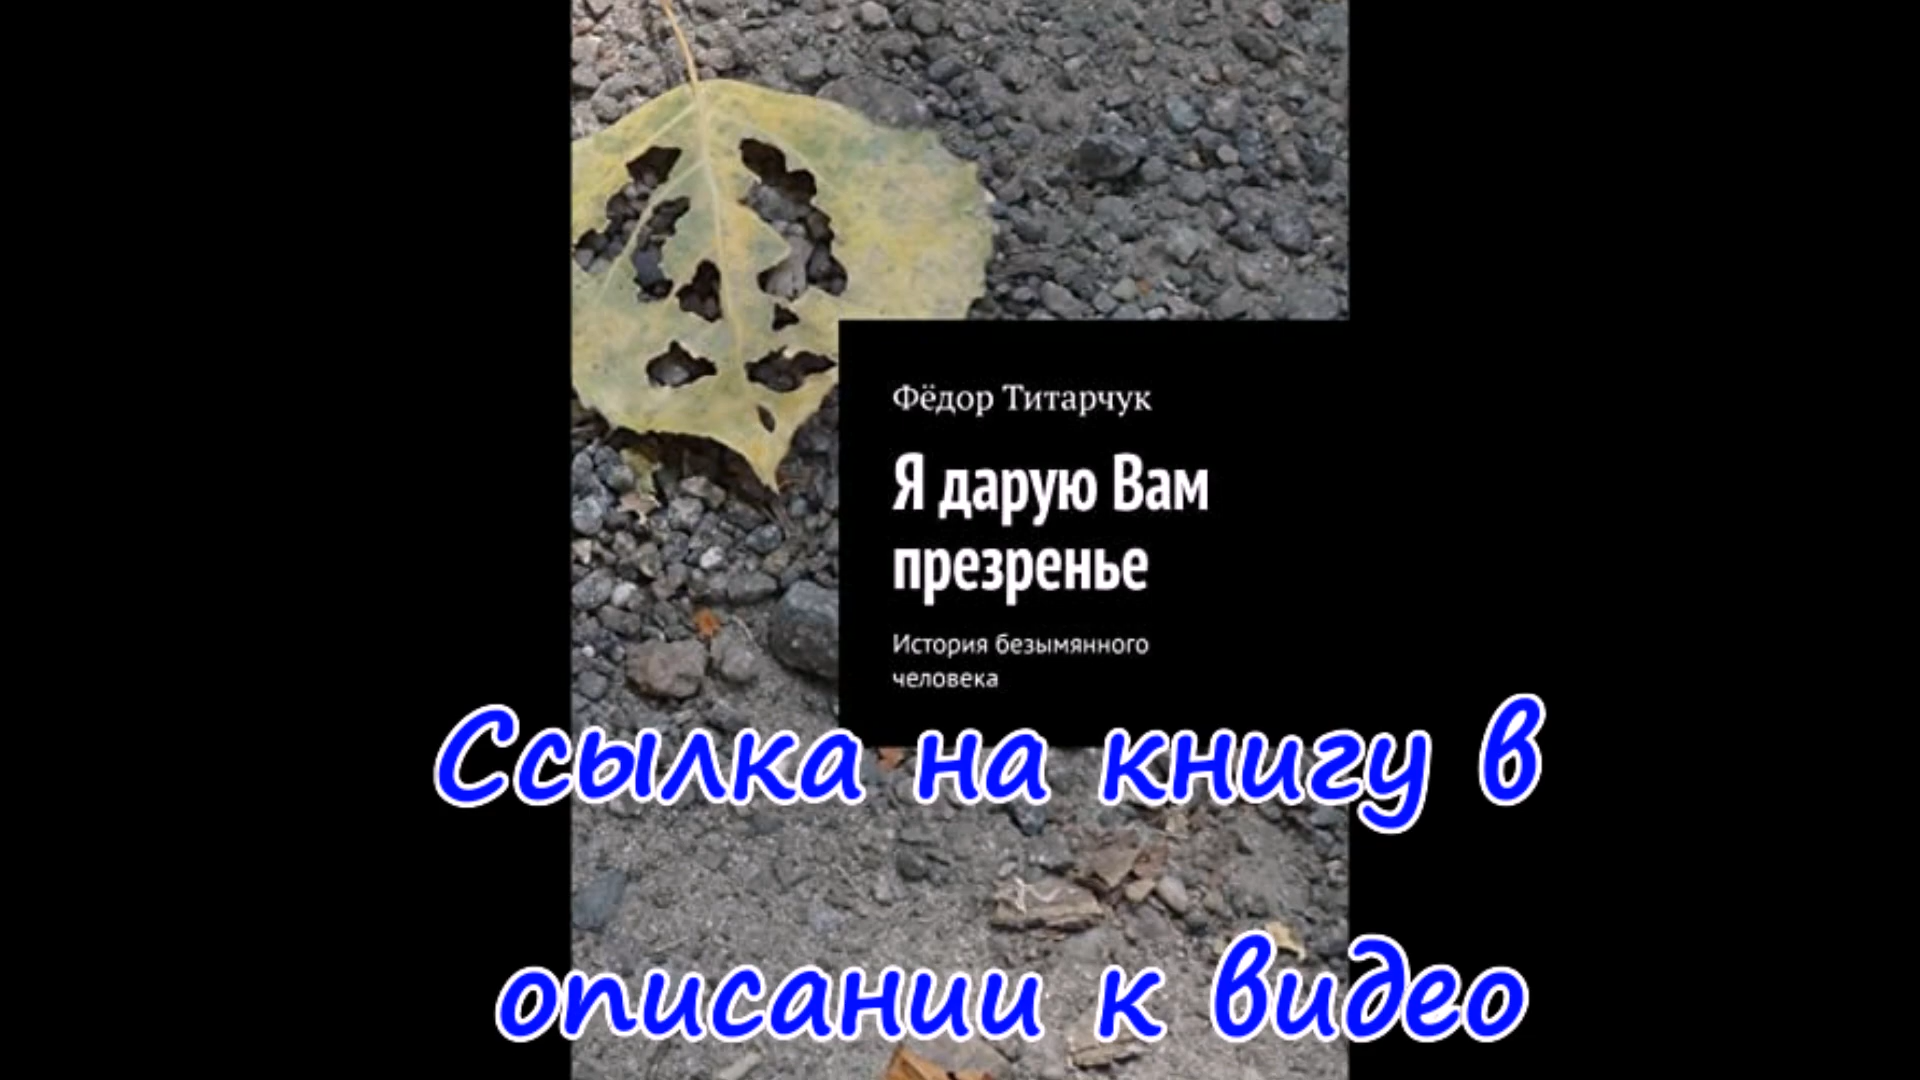 Фёдор Титарчук
Я дарую Вам
презренье
История безымянного
человека
Ссылка на книгу в
описании к видео